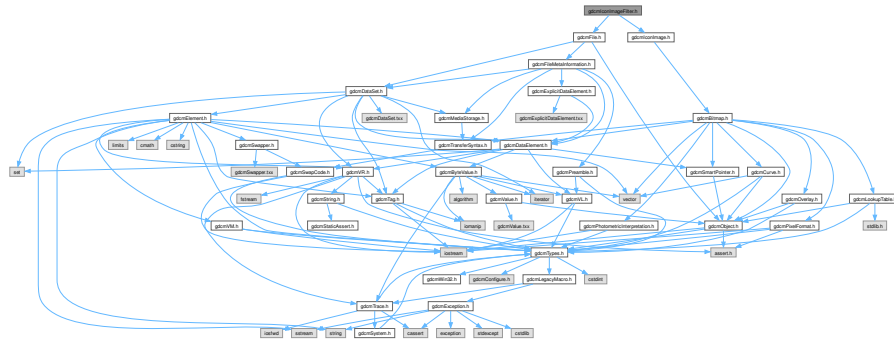 gdcmIconImageFilter.h
gdcmFile.h
gdcmIconImage.h
gdcmFileMetaInformation.h
gdcmDataSet.h
gdcmExplicitDataElement.h
gdcmElement.h
gdcmDataSet.txx
gdcmMediaStorage.h
gdcmExplicitDataElement.txx
gdcmBitmap.h
limits
cmath
cstring
gdcmSwapper.h
gdcmTransferSyntax.h
gdcmDataElement.h
set
gdcmSwapper.txx
gdcmSwapCode.h
gdcmVR.h
gdcmByteValue.h
gdcmPreamble.h
gdcmSmartPointer.h
gdcmCurve.h
fstream
gdcmString.h
gdcmTag.h
algorithm
gdcmValue.h
iterator
gdcmVL.h
vector
gdcmOverlay.h
gdcmLookupTable.h
gdcmVM.h
gdcmStaticAssert.h
iomanip
gdcmValue.txx
gdcmPhotometricInterpretation.h
gdcmObject.h
gdcmPixelFormat.h
stdlib.h
iostream
gdcmTypes.h
assert.h
gdcmWin32.h
gdcmConfigure.h
gdcmLegacyMacro.h
cstdint
gdcmTrace.h
gdcmException.h
iosfwd
sstream
string
gdcmSystem.h
cassert
exception
stdexcept
cstdlib